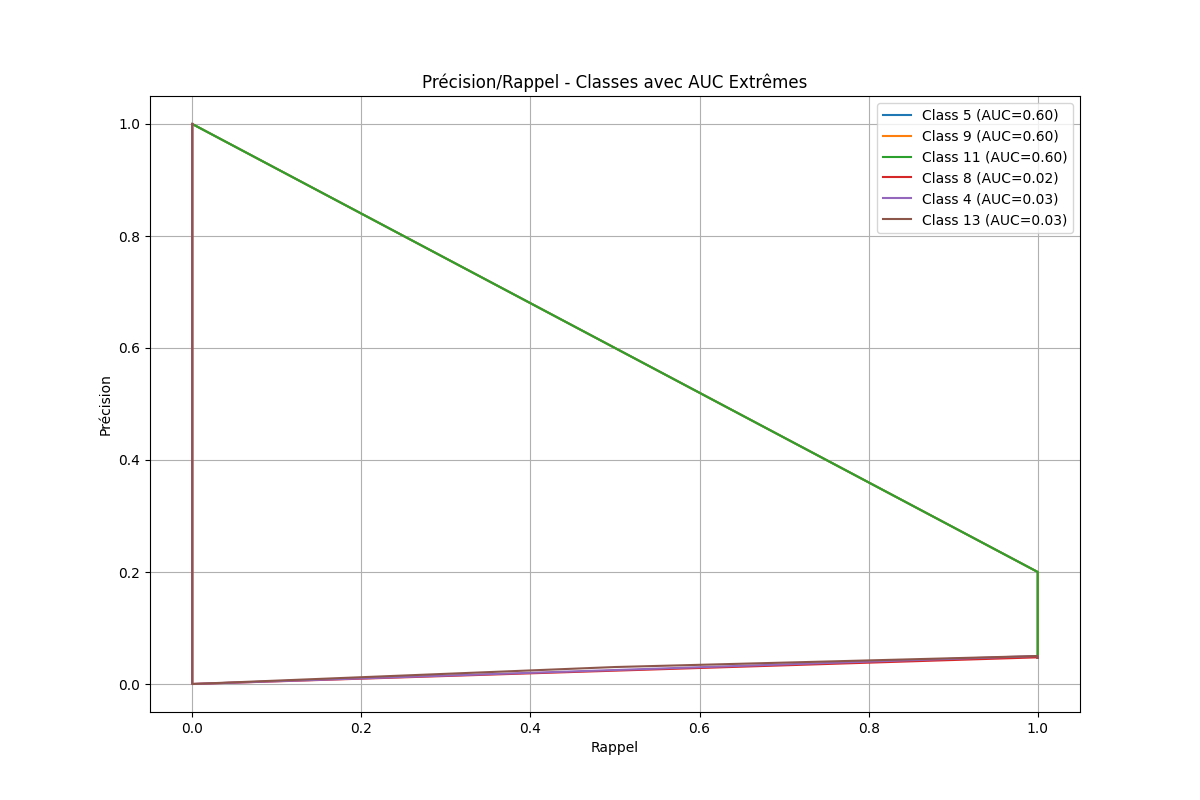 Précision/Rappel - Classes avec AUC Extrêmes
Class 5 (AUC=0.60)
Class 9 (AUC=0.60)
Class 11 (AUC=0.60)
Class 8 (AUC=0.02)
Class 4 (AUC=0.03)
Class 13 (AUC=0.03)
Précision
1.0
0.8
0.6
0.4
0.2
0.0
0.0 0.2 0.4 0.6 0.8 1.0
Rappel